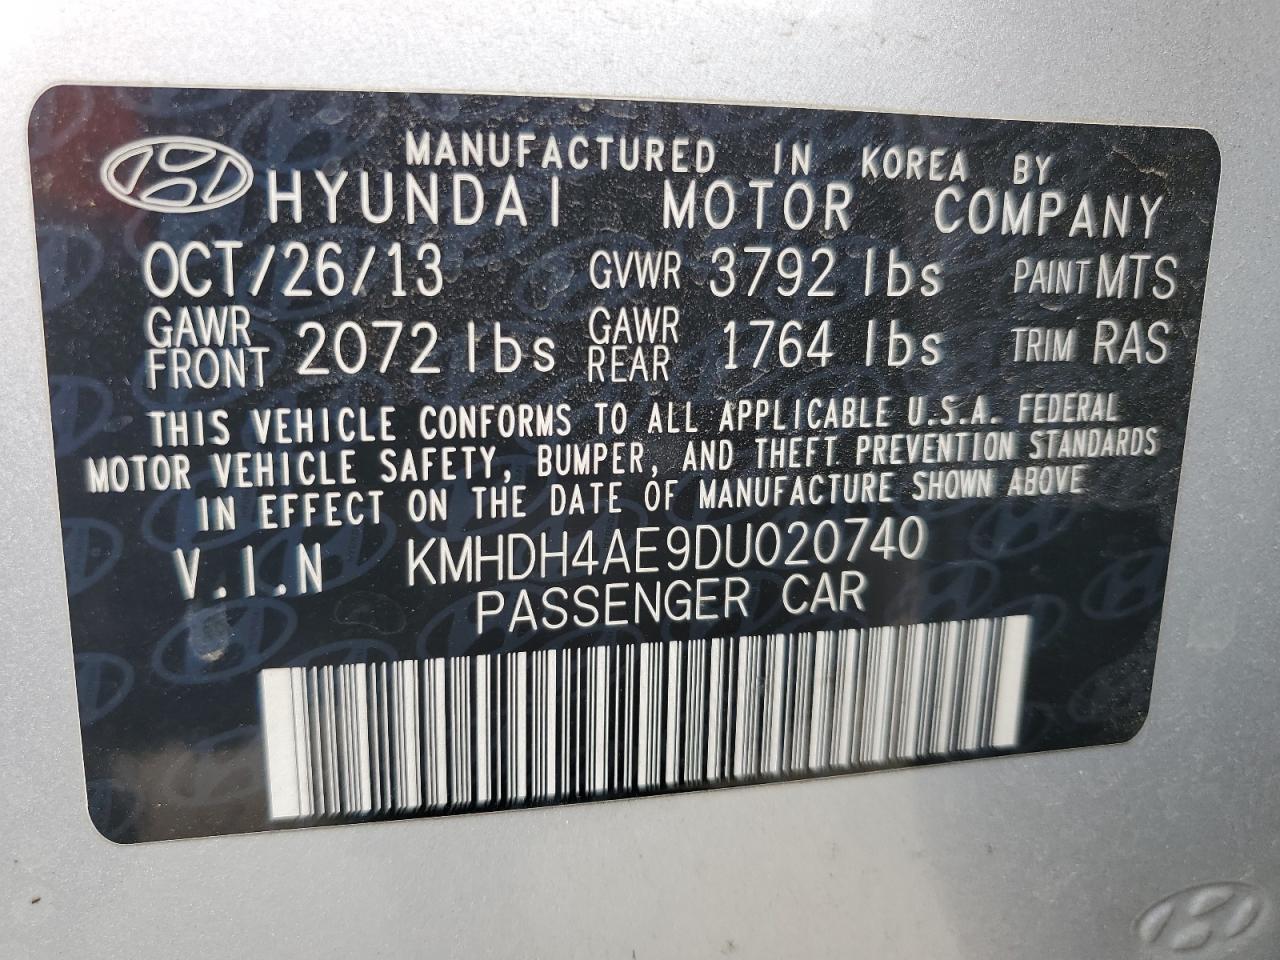 MANUFACTURED IN KOREA BY
HYUNDAI MOTOR COMPANY
OCT/26/13 GVWR 3792 lbs PAINT MTS
GAWR FRONT 2072 lbs GAWR REAR 1764 lbs TRIM RAS
THIS VEHICLE CONFORMS TO ALL APPLICABLE U.S.A. FEDERAL
MOTOR VEHICLE SAFETY, BUMPER, AND THEFT PREVENTION STANDARDS
IN EFFECT ON THE DATE OF MANUFACTURE SHOWN ABOVE
V.I.N KMHDH4AE9DU020740
PASSENGER CAR